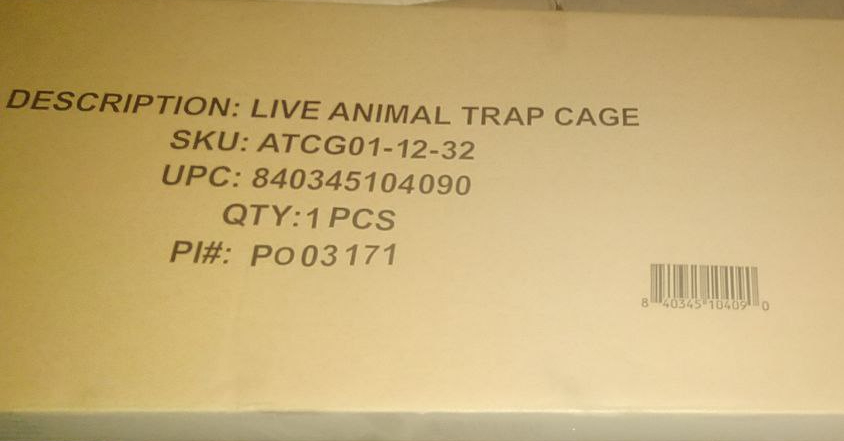 DESCRIPTION: LIVE ANIMAL TRAP CAGE
SKU: ATCG01-12-32
UPC: 840345104090
QTY:1 PCS
PI#: PO03171
8 40345 10409 0